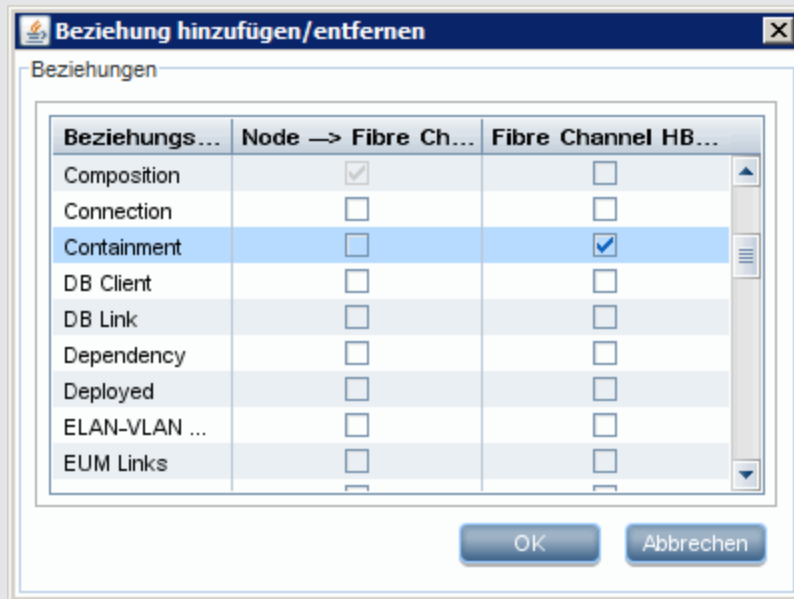 Beziehung hinzufügen/entfernen
Beziehungen
Beziehungs... Node —> Fibre Ch... Fibre Channel HB...
Composition
Connection
Containment
DB Client
DB Link
Dependency
Deployed
ELAN-VLAN ...
EUM Links
OK Abbrechen